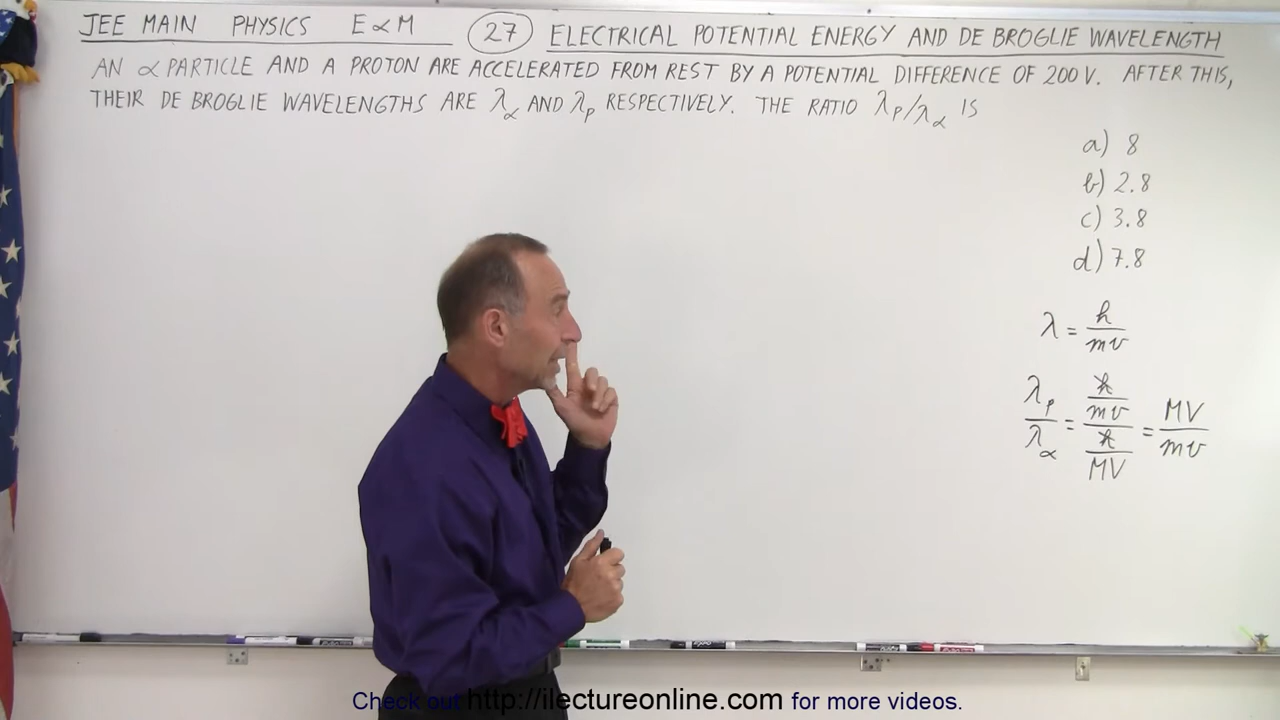 JEE MAIN PHYSICS E&M 27 ELECTRICAL POTENTIAL ENERGY AND DE BROGLIE WAVELENGTH
AN α PARTICLE AND A PROTON ARE ACCELERATED FROM REST BY A POTENTIAL DIFFERENCE OF 200 V. AFTER THIS,
THEIR DE BROGLIE WAVELENGTHS ARE λα AND λp RESPECTIVELY. THE RATIO λp/λα IS
a) 8
b) 2.8
c) 3.8
d) 7.8
λ = h/mv
λp/λα = (h/mv)/(h/MV) = MV/mv
Check out http://ilectureonline.com for more videos.